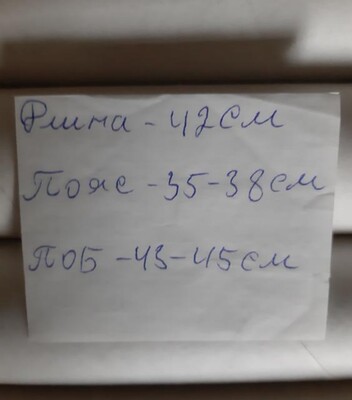 Длина - 42см
Пояс - 35-38см
ПОБ - 43-45см